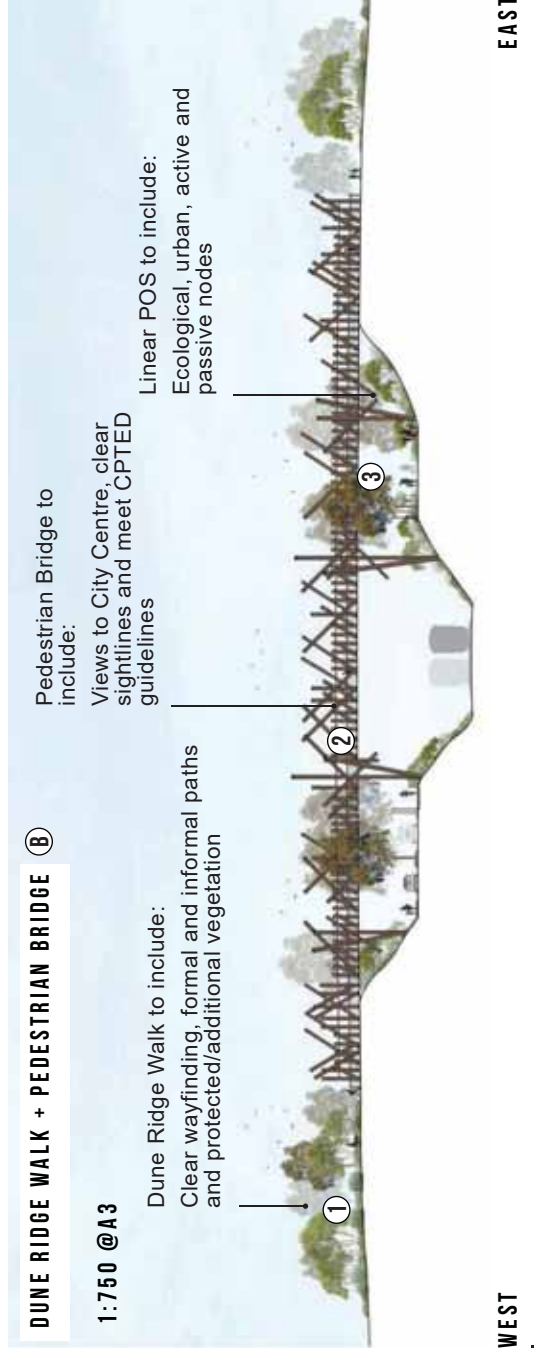 DUNE RIDGE WALK + PEDESTRIAN BRIDGE B
1:750 @A3
Dune Ridge Walk to include:
Clear wayfinding, formal and informal paths
and protected/additional vegetation
Pedestrian Bridge to
include:
Views to City Centre, clear
sightlines and meet CPTED
guidelines
Linear POS to include:
Ecological, urban, active and
passive nodes
1
2
3
WEST
EAST